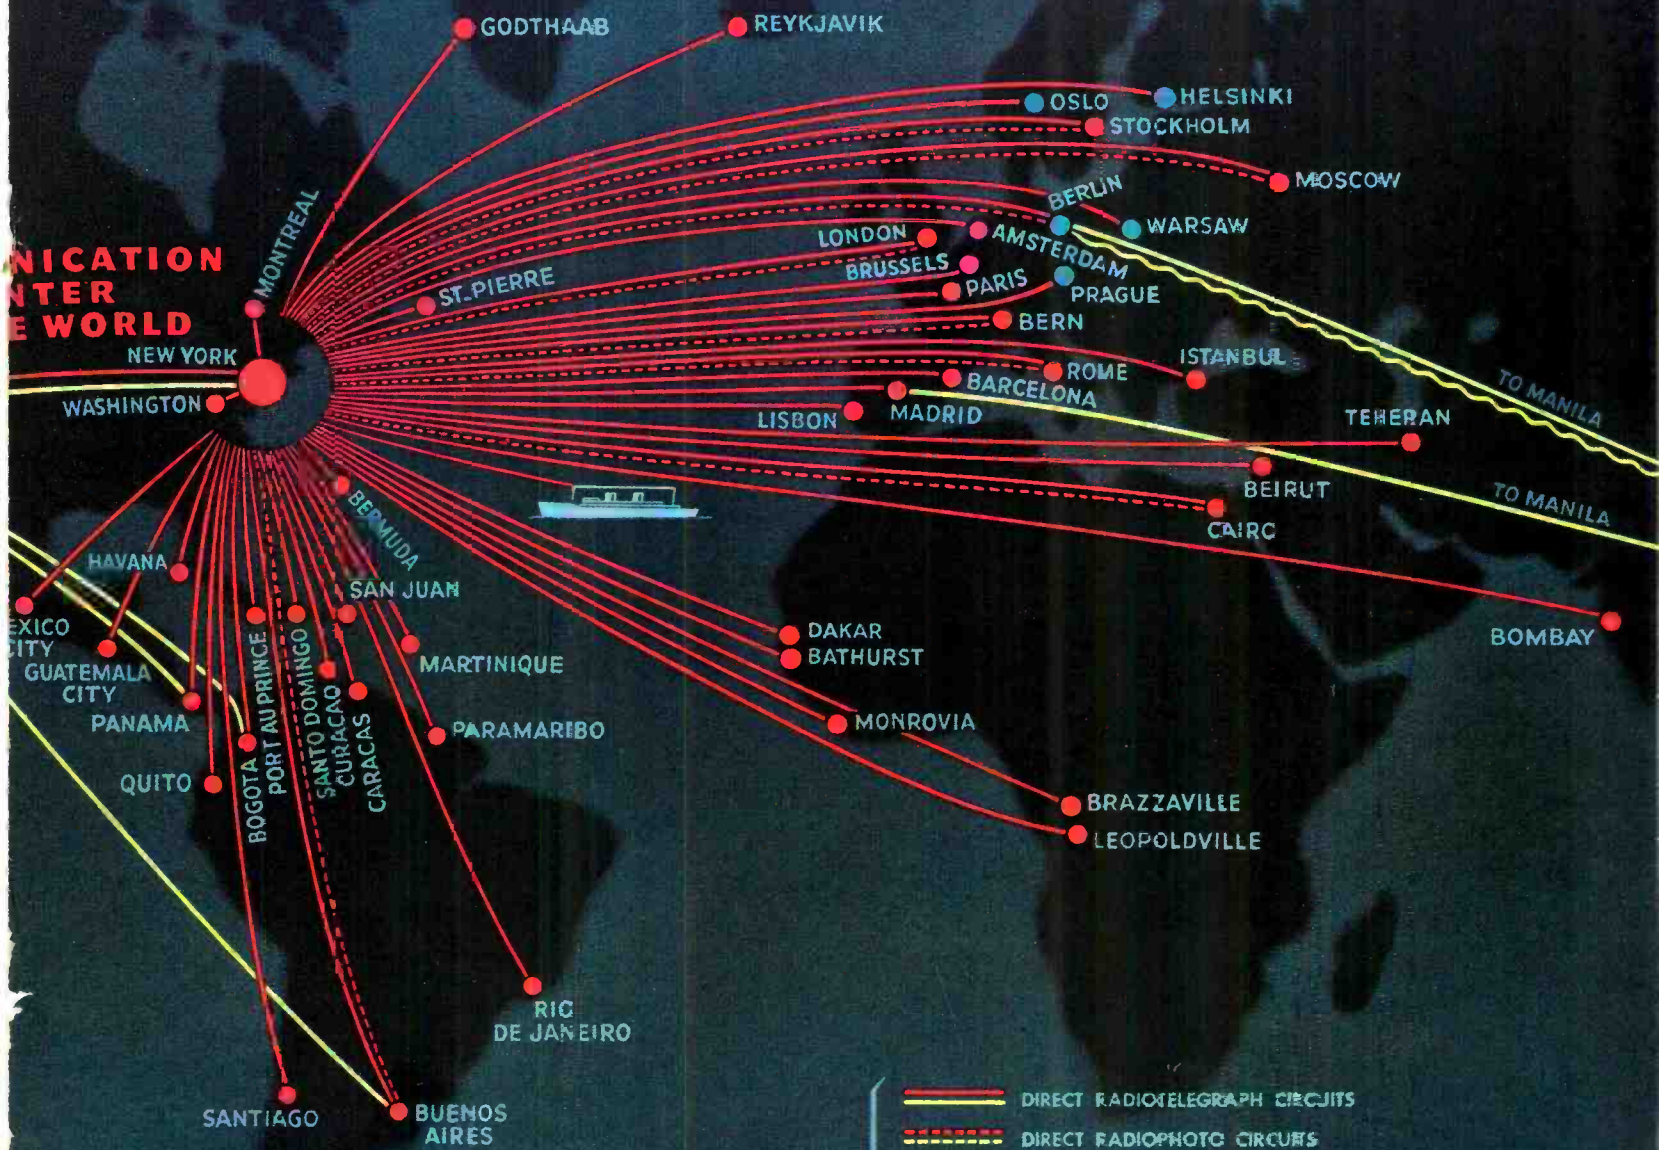 GODTHAAB
REYKJAVIK
OSLO
HELSINKI
STOCKHOLM
MOSCOW
BERLIN
WARSAW
LONDON
AMSTERDAM
BRUSSELS
PARIS
PRAGUE
BERN
MONTREAL
ST. PIERRE
NICATION
NTER
E WORLD
NEW YORK
WASHINGTON
ISTANBUL
ROME
BARCELONA
MADRID
LISBON
TO MANILA
TEHERAN
BEIRUT
TO MANILA
CAIRO
BOMBAY
BERMUDA
HAVANA
SAN JUAN
EXICO
CITY
GUATEMALA
CITY
PANAMA
MARTINIQUE
DAKAR
BATHURST
PORT AU PRINCE
SANTO DOMINGO
CURACAO
CARACAS
PARAMARIBO
MONROVIA
QUITO
BOGOTA
BRAZZAVILLE
LEOPOLDVILLE
RIO
DE JANEIRO
SANTIAGO
BUENOS
AIRES
DIRECT RADIOTELEGRAPH CIRCUITS
DIRECT RADIOPHOTO CIRCUITS